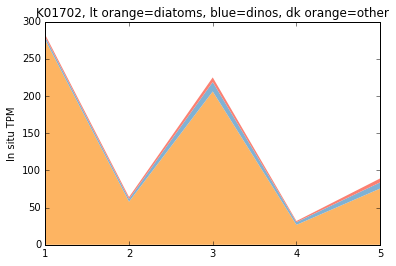 K01702, lt orange=diatoms, blue=dinos, dk orange=other
300
250
200
150
100
50
0
In situ TPM
1 2 3 4 5